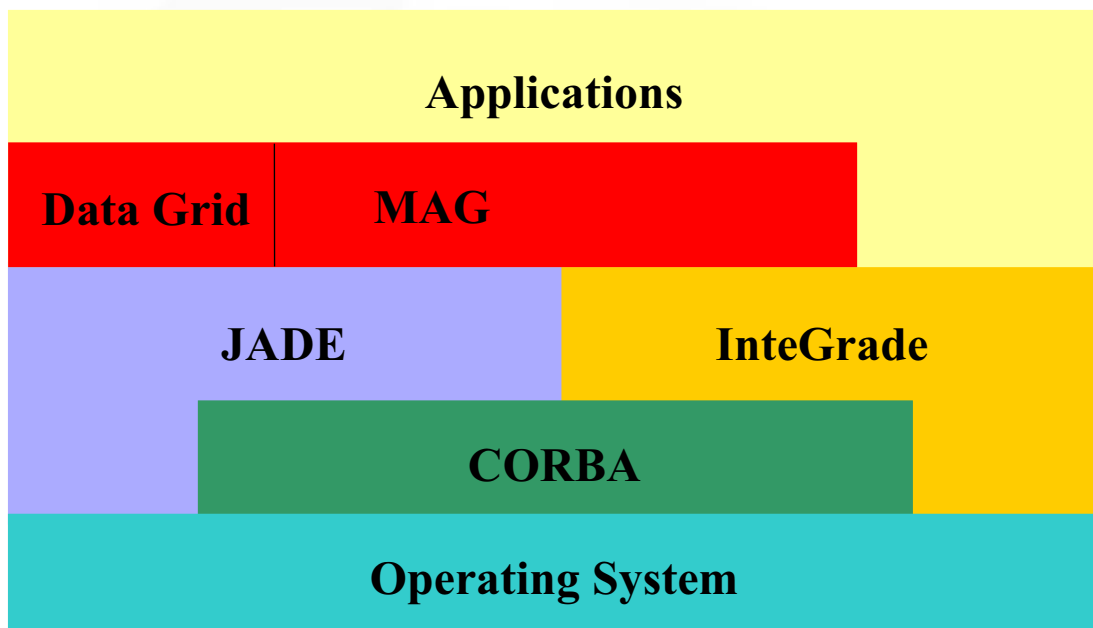 Applications
Data Grid
MAG
JADE
InteGrade
CORBA
Operating System